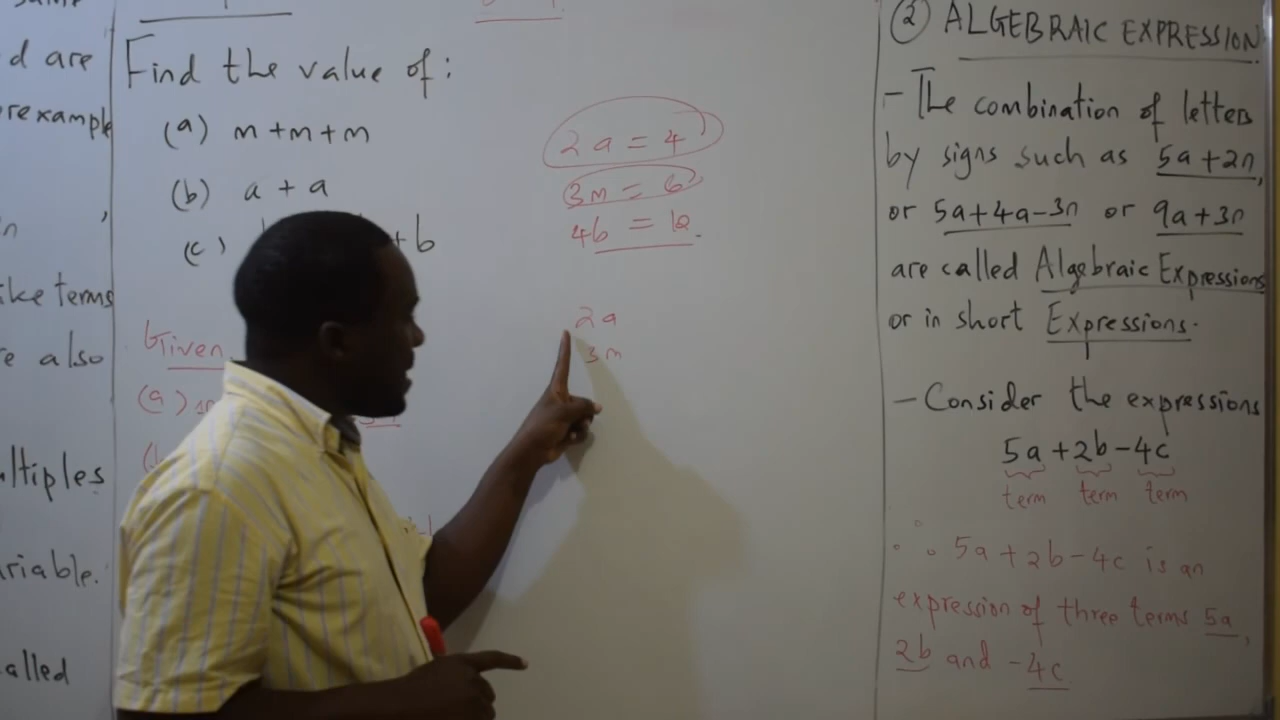 d are
example
n ,
ke terms
e also
ltiples
riable.
alled
Find the value of:
(a) m+m+m
(b) a + a
(c) + b
Given
(a)
2a = 4
3m = 6
4b = 12.
2a
3m
② ALGEBRAIC EXPRESSION
- The combination of letters
by signs such as 5a+2n,
or 5a+4a-3n or 9a+3n
are called Algebraic Expressions
or in short Expressions.
- Consider the expressions
5a + 2b - 4c
term term term
∴ 5a+2b-4c is an
expression of three terms 5a,
2b and -4c